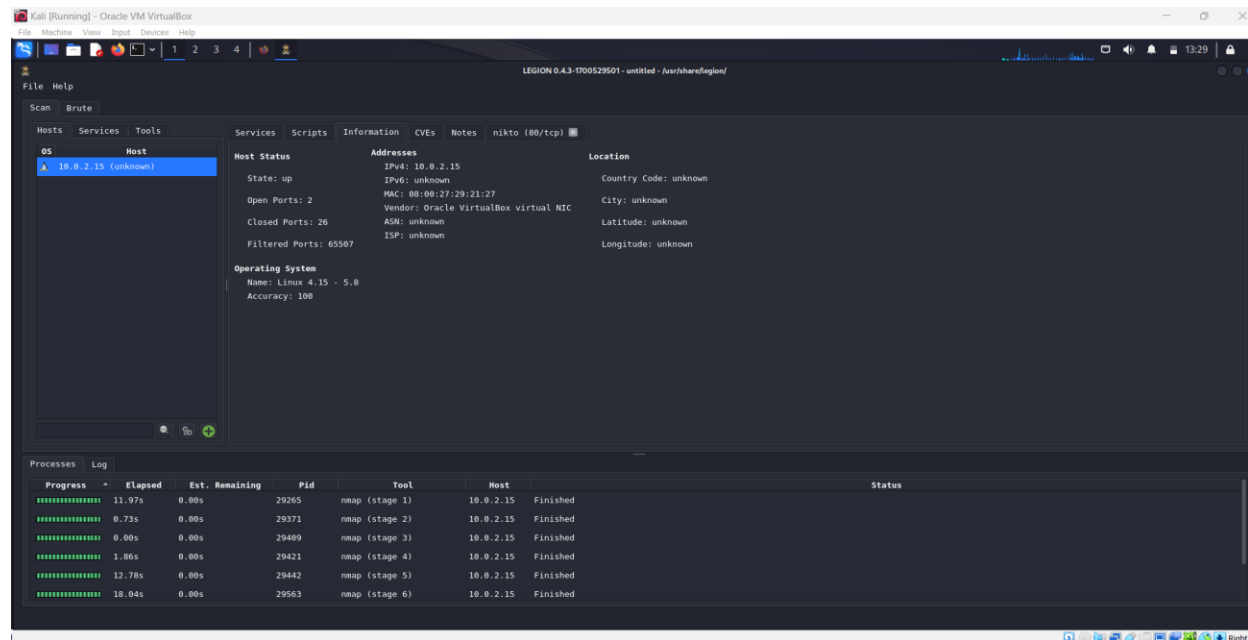 Kali [Running] - Oracle VM VirtualBox
File Machine View Input Devices Help
1 2 3 4
13:29
LEGION 0.4.3-1700529501 - untitled - /usr/share/legion/
File Help
Scan Brute
Hosts Services Tools
Services Scripts Information CVEs Notes nikto (80/tcp)
OS Host
10.0.2.15 (unknown)
Host Status
State: up
Open Ports: 2
Closed Ports: 26
Filtered Ports: 65507
Addresses
IPv4: 10.0.2.15
IPv6: unknown
MAC: 08:00:27:29:21:27
Vendor: Oracle VirtualBox virtual NIC
ASN: unknown
ISP: unknown
Location
Country Code: unknown
City: unknown
Latitude: unknown
Longitude: unknown
Operating System
Name: Linux 4.15 - 5.8
Accuracy: 100
Processes Log
Progress Elapsed Est. Remaining Pid Tool Host Status
11.97s 0.00s 29265 nmap (stage 1) 10.0.2.15 Finished
0.73s 0.00s 29371 nmap (stage 2) 10.0.2.15 Finished
0.00s 0.00s 29409 nmap (stage 3) 10.0.2.15 Finished
1.86s 0.00s 29421 nmap (stage 4) 10.0.2.15 Finished
12.78s 0.00s 29442 nmap (stage 5) 10.0.2.15 Finished
18.04s 0.00s 29563 nmap (stage 6) 10.0.2.15 Finished
Right